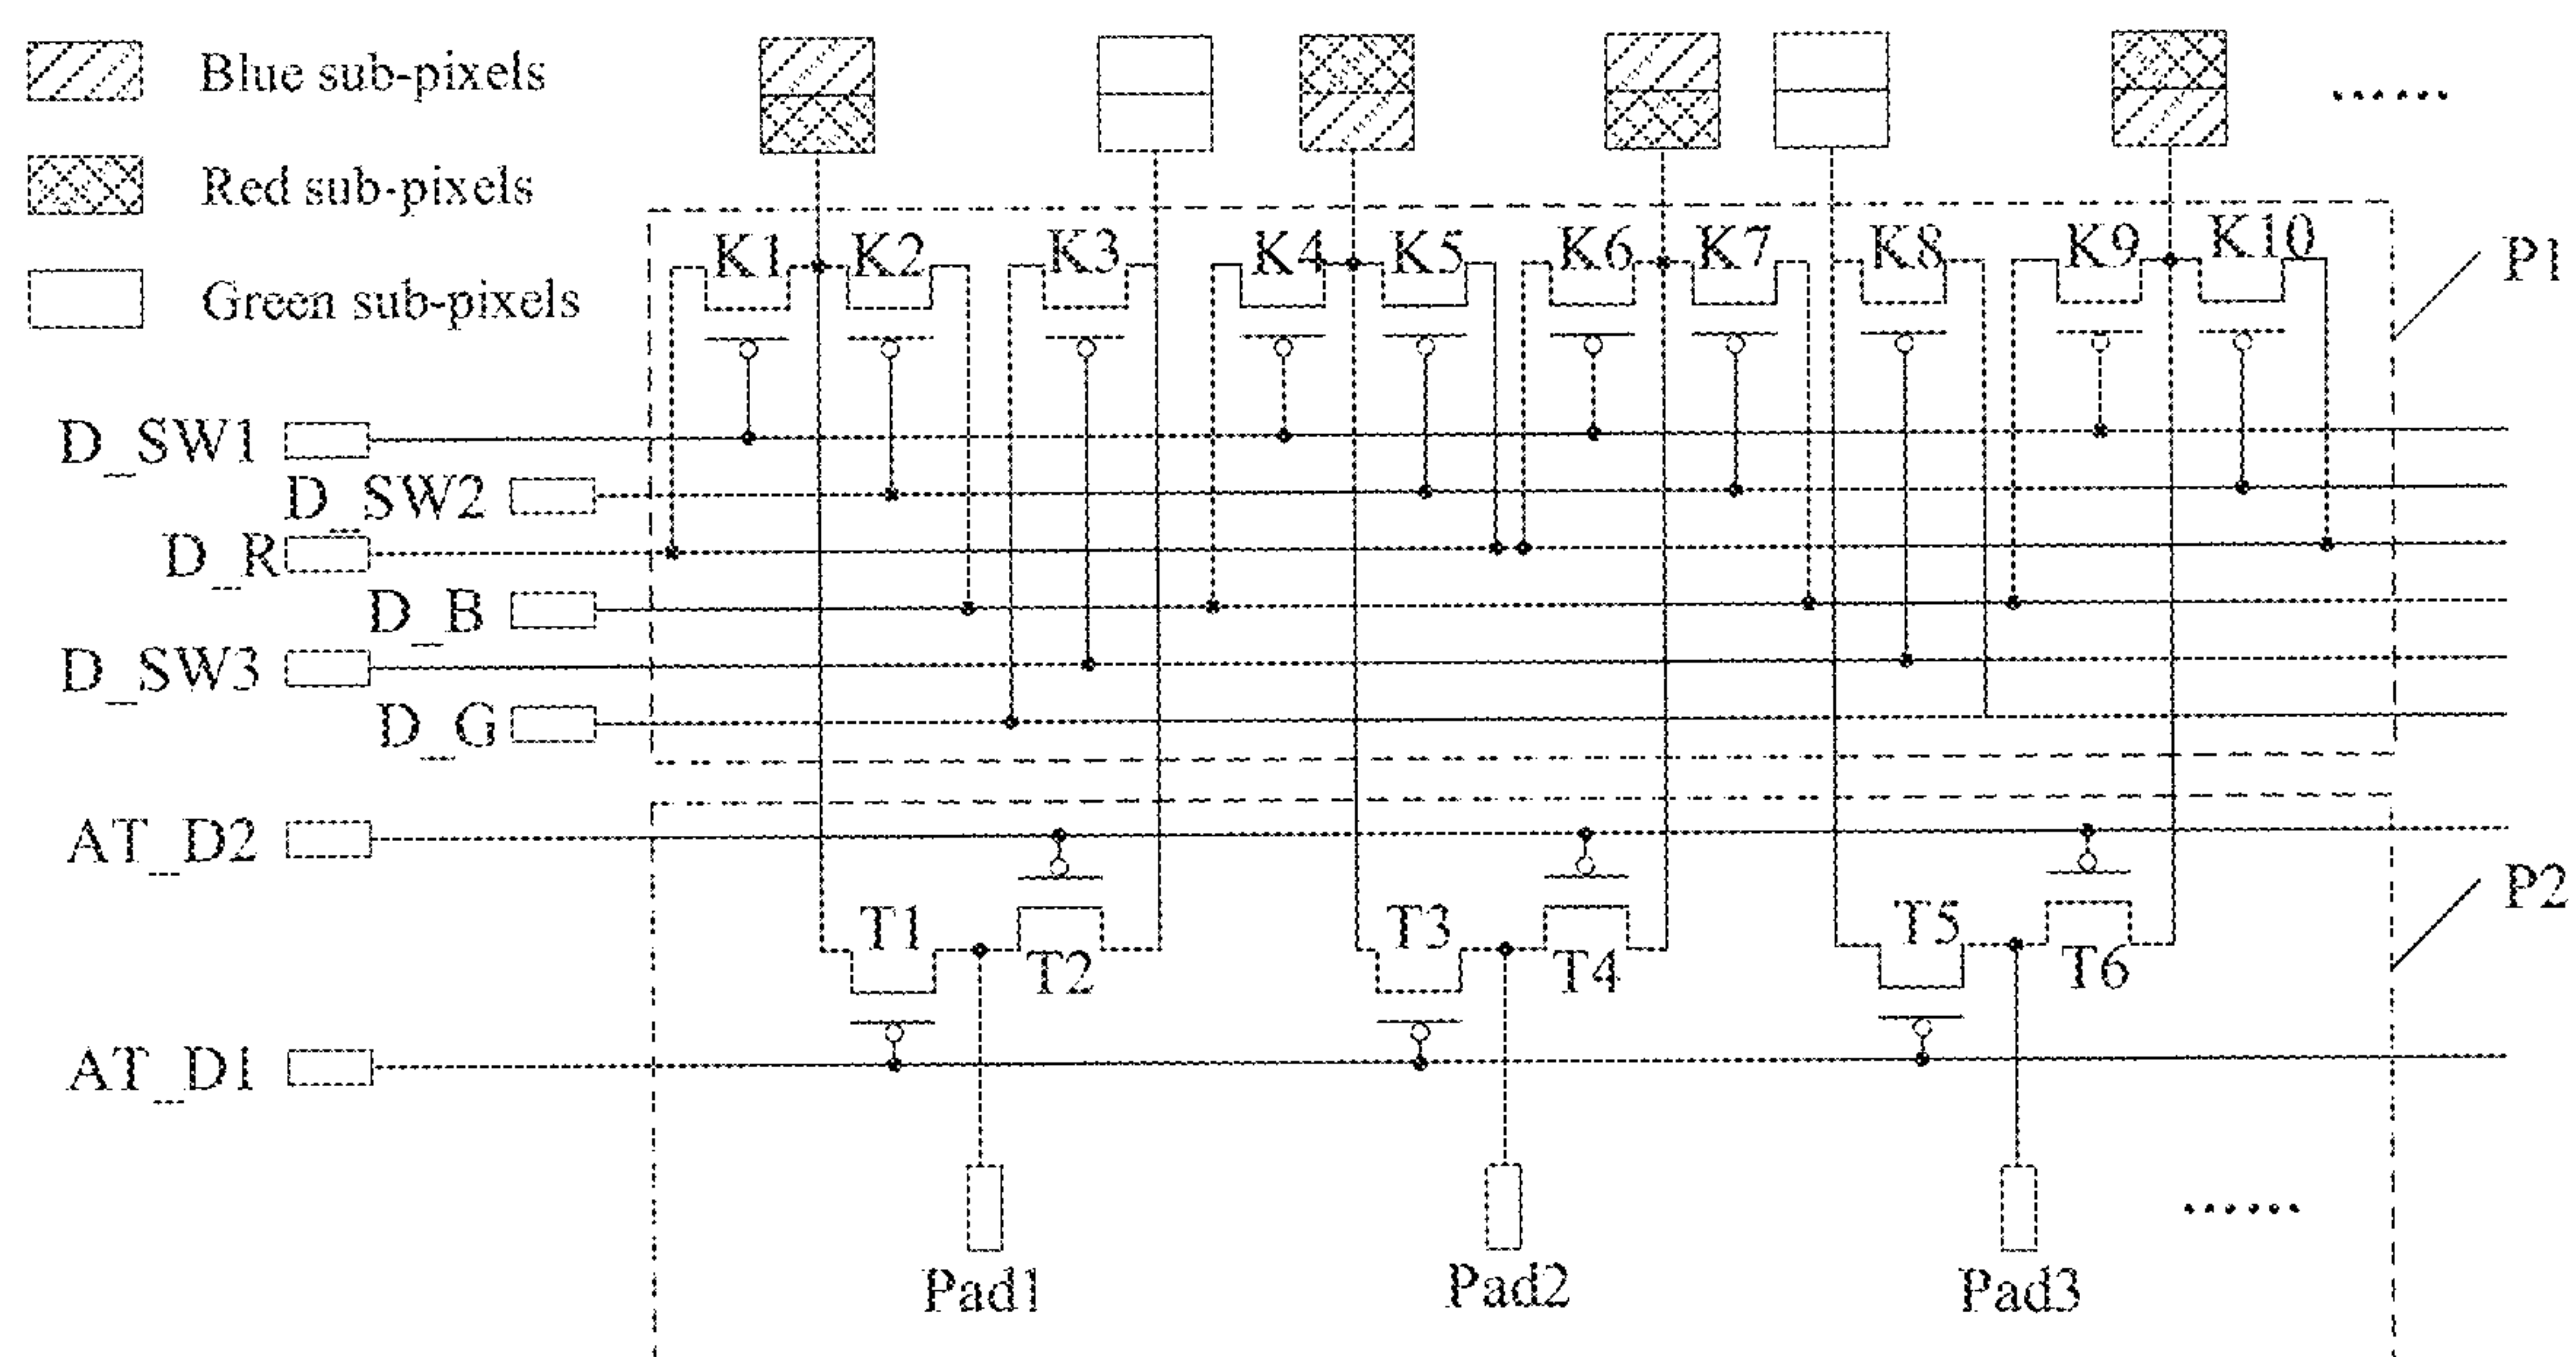 Blue sub-pixels
Red sub-pixels
Green sub-pixels
......
K1 K2 K3 K4 K5 K6 K7 K8 K9 K10
P1
D_SW1
D_SW2
D_R
D_B
D_SW3
D_G
AT_D2
P2
T1 T3 T5
T2 T4 T6
AT_D1
......
Pad1 Pad2 Pad3